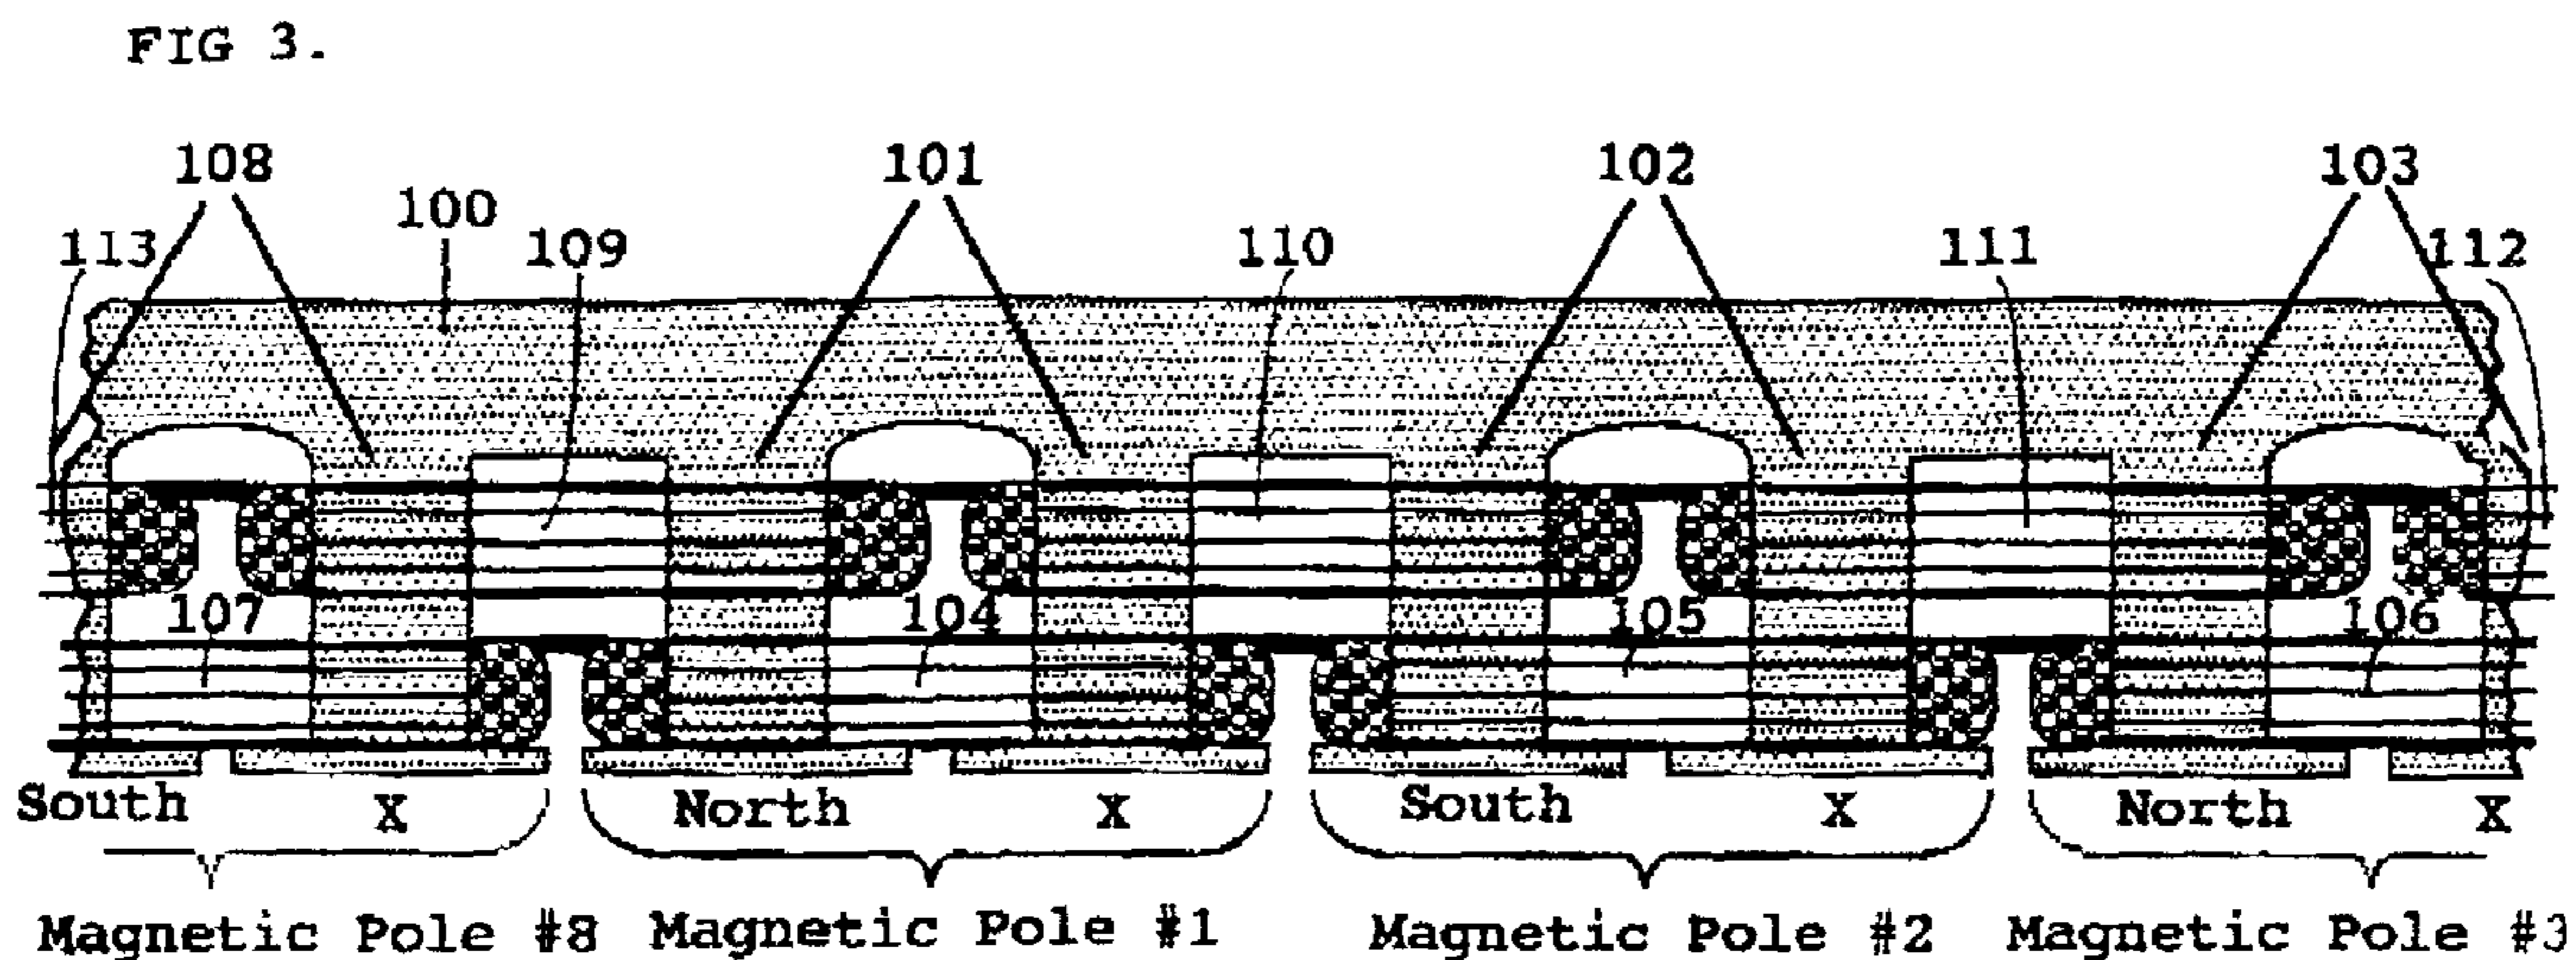 FIG 3.
108 101 102 103
100
113 109 110 111 112
107 104 105 106
South X North X South X North X
Magnetic Pole #8 Magnetic Pole #1 Magnetic Pole #2 Magnetic Pole #3